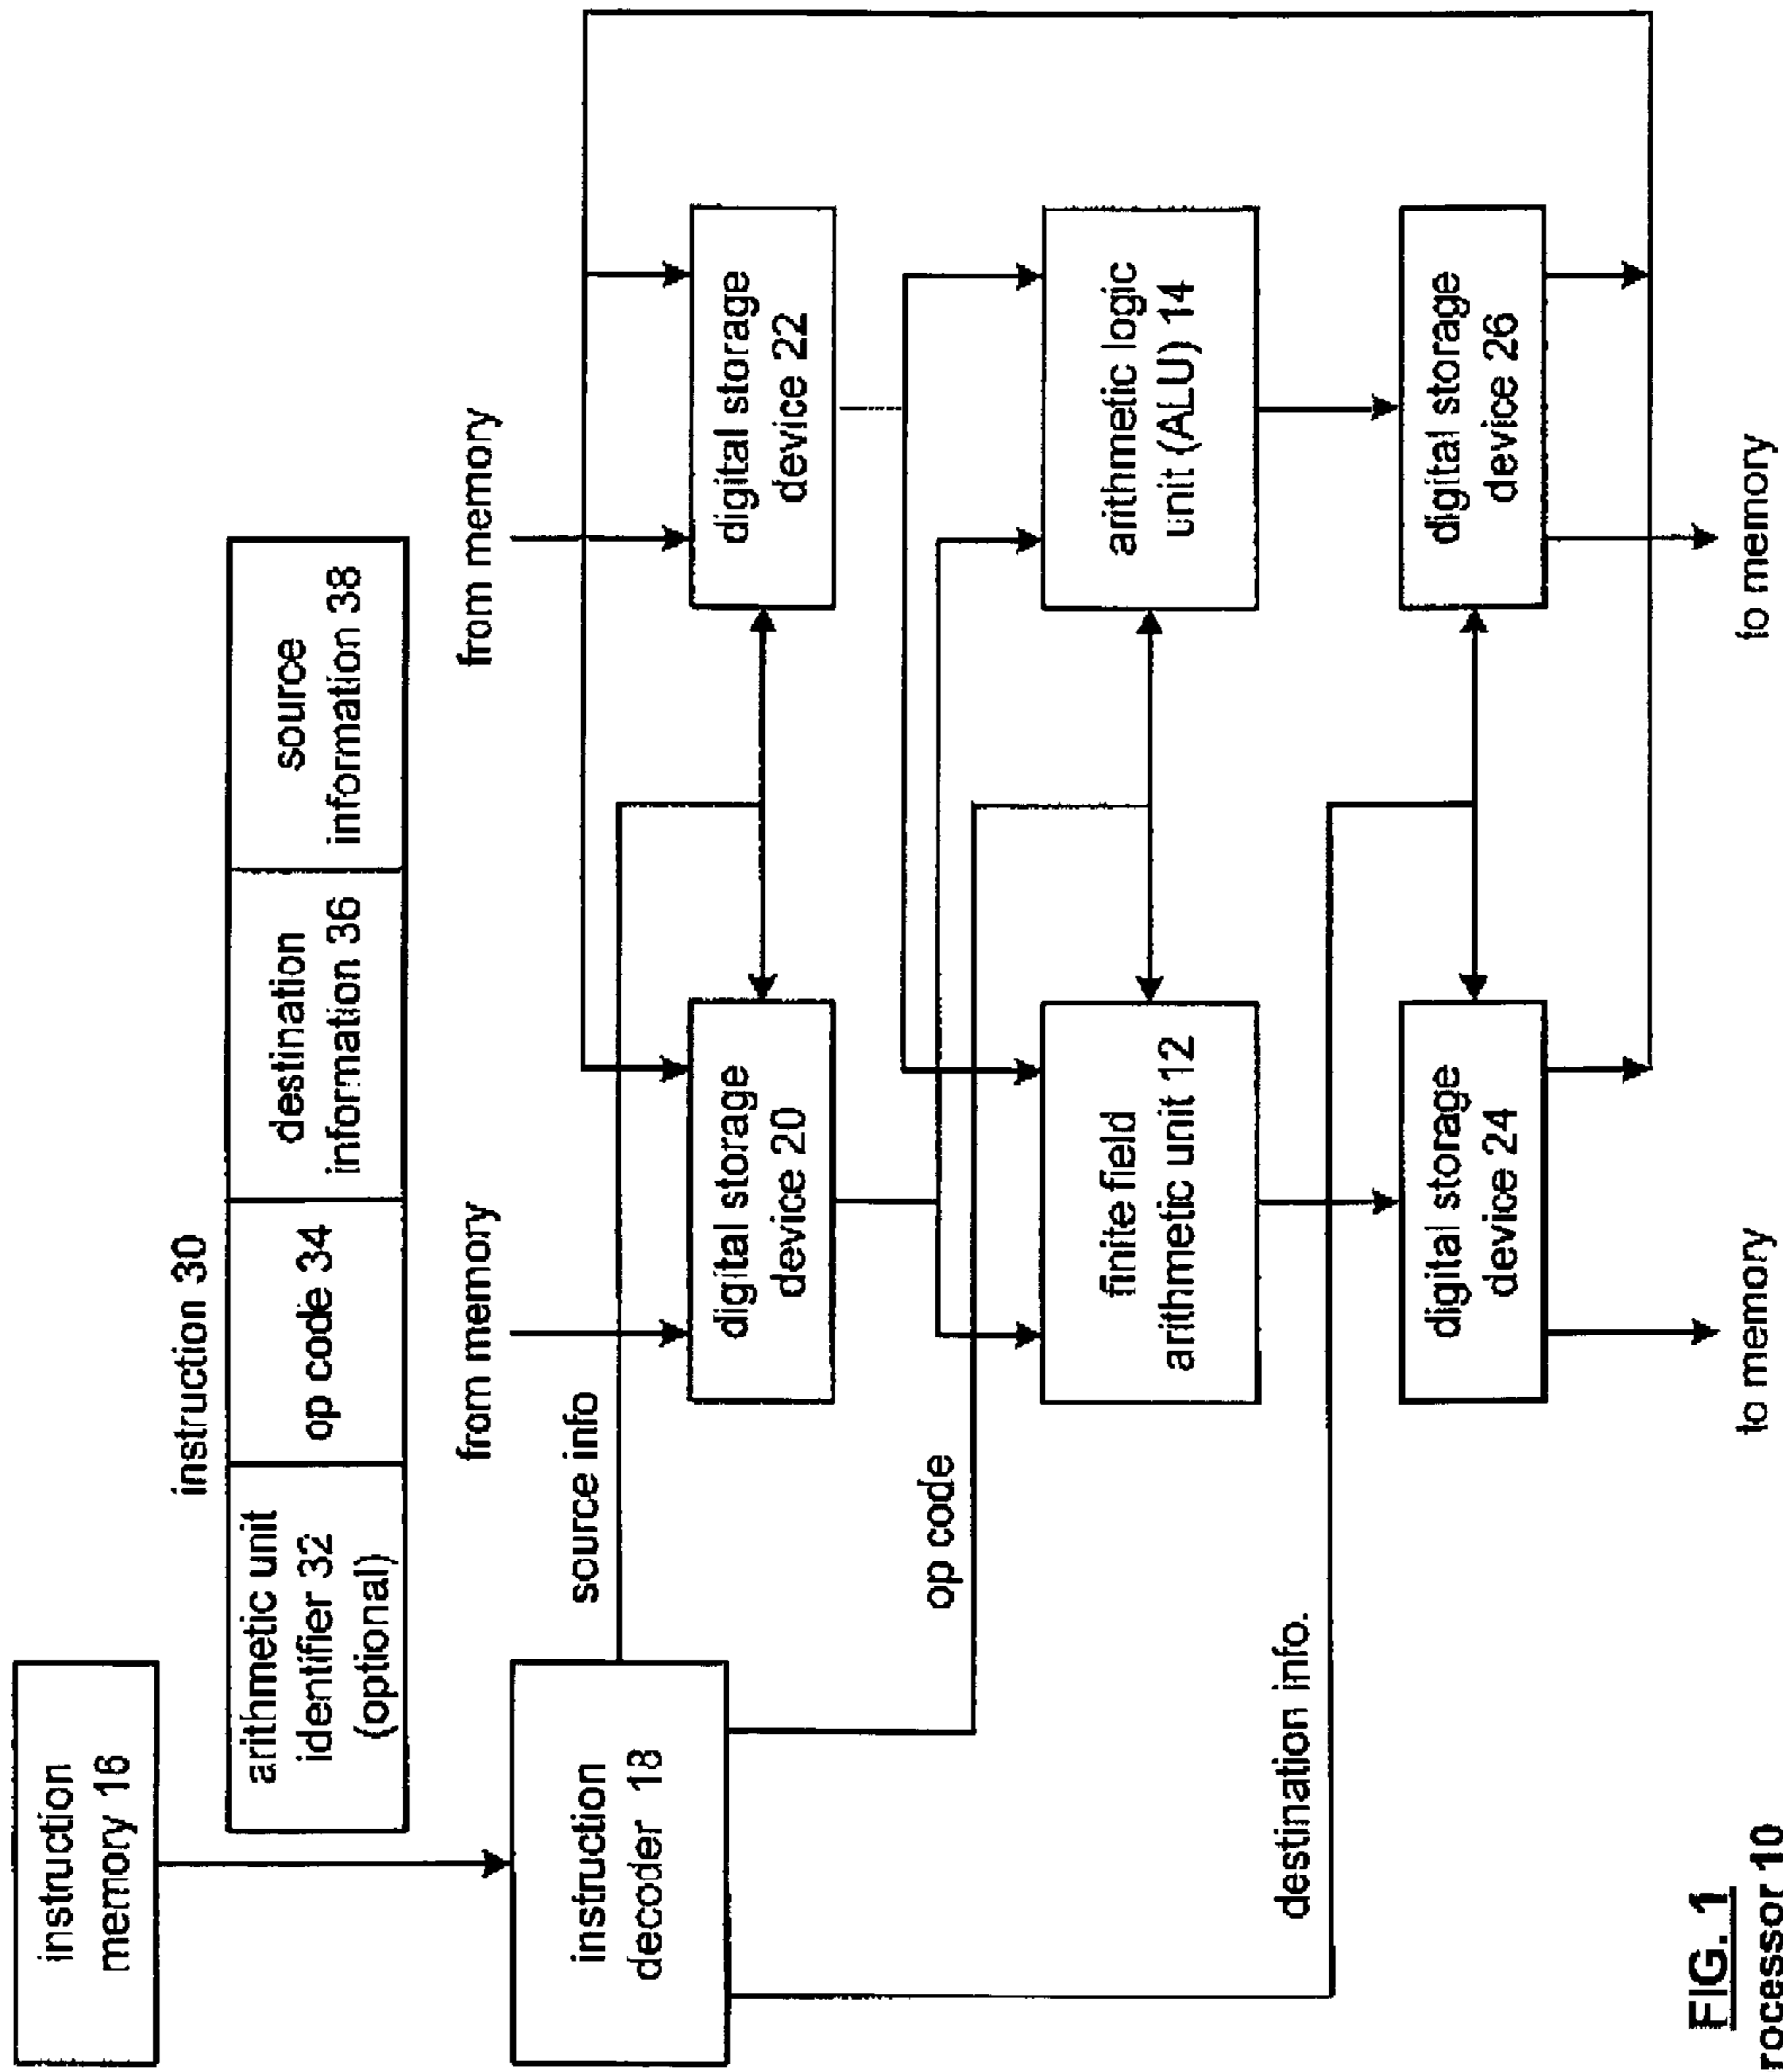 instruction
memory 16
instruction 30
arithmetic unit
identifier 32
(optional)
op code 34
destination
information 36
source
information 38
instruction
decoder 18
source info
op code
destination info.
from memory
from memory
digital storage
device 20
digital storage
device 22
finite field
arithmetic unit 12
arithmetic logic
unit (ALU) 14
digital storage
device 24
digital storage
device 26
to memory
to memory
FIG. 1
rocessor 10